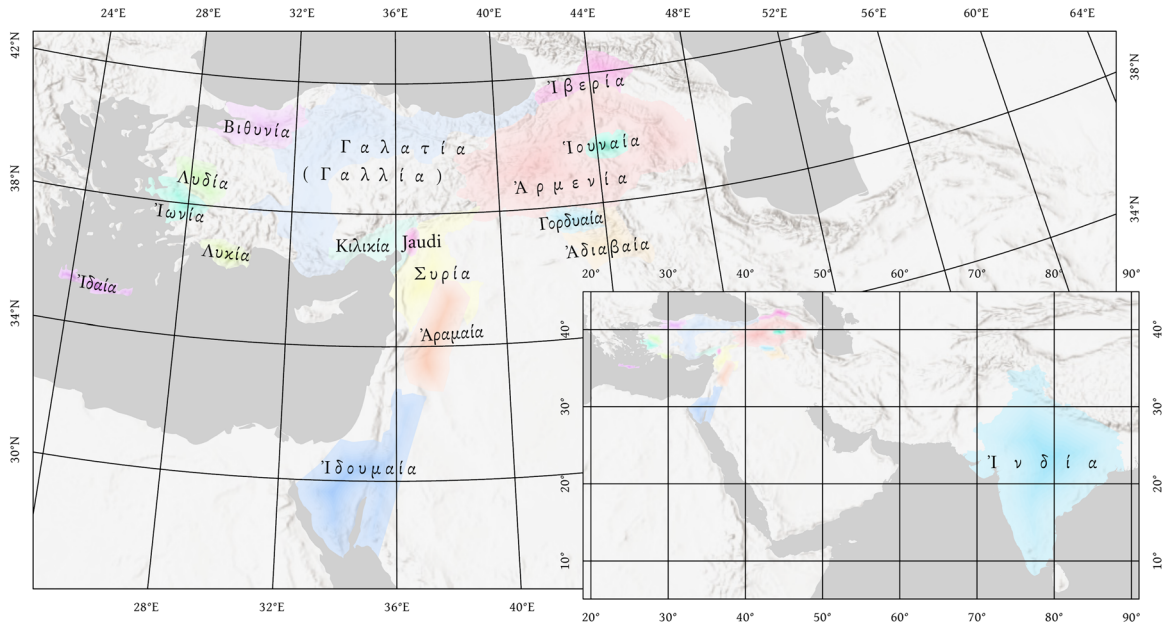 24°E 28°E 32°E 36°E 40°E 44°E 48°E 52°E 56°E 60°E 64°E
42°N
38°N
Ἰβερία
Βιθυνία
Γαλατία
Ἰουναία
(Γαλλία)
38°N
Λυδία
Ἀρμενία
34°N
Ἰωνία
Γορδυαία
Κιλικία
Jaudi
Ἀδιαβαία
Λυκία
Συρία
20° 30° 40° 50° 60° 70° 80° 90°
Ἰδαία
34°N
Ἀραμαία
40° 40°
30° 30°
30°N
Ἰδουμαία
Ἰνδία
20° 20°
10° 10°
28°E 32°E 36°E 40°E
20° 30° 40° 50° 60° 70° 80° 90°